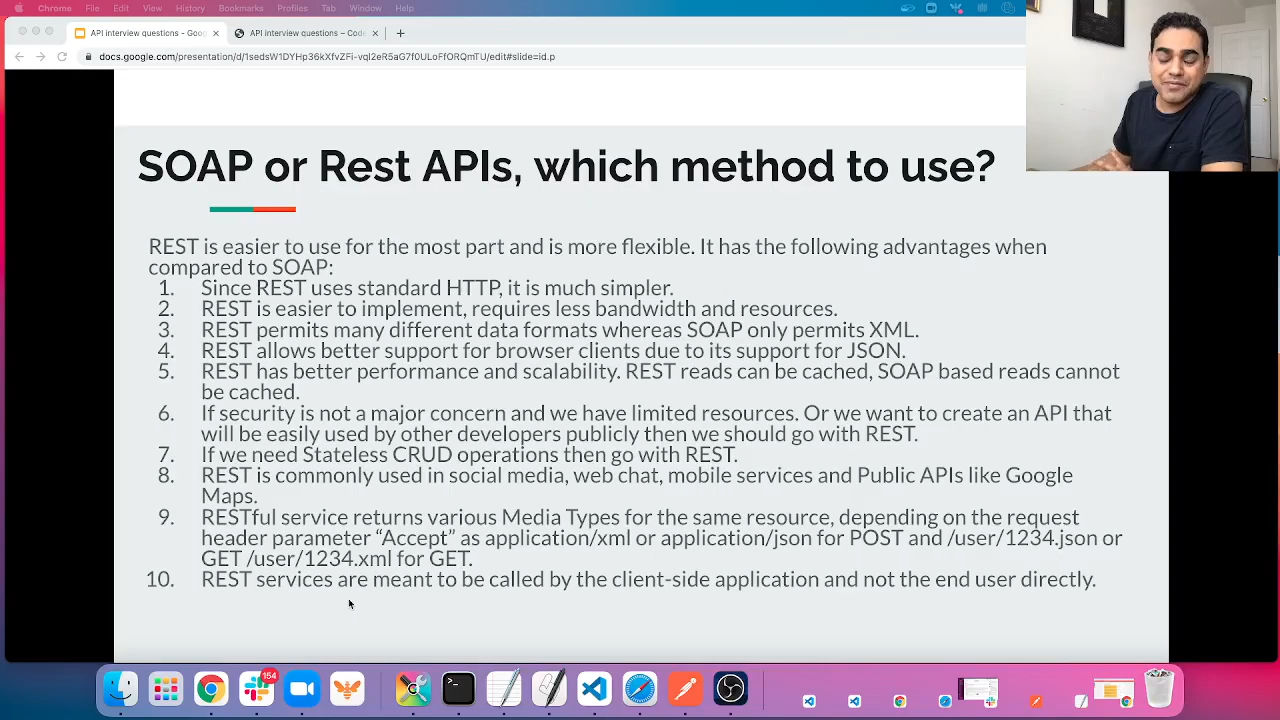 Chrome File Edit View History Bookmarks Profiles Tab Window Help
API interview questions - Goo
API interview questions – Code
docs.google.com/presentation/d/1sedsW1DYHp36kXfvZFi-vql2eR5aG7f0ULoFfORQmTU/edit#slide=id.p
SOAP or Rest APIs, which method to use?
REST is easier to use for the most part and is more flexible. It has the following advantages when
compared to SOAP:
1. Since REST uses standard HTTP, it is much simpler.
2. REST is easier to implement, requires less bandwidth and resources.
3. REST permits many different data formats whereas SOAP only permits XML.
4. REST allows better support for browser clients due to its support for JSON.
5. REST has better performance and scalability. REST reads can be cached, SOAP based reads cannot
be cached.
6. If security is not a major concern and we have limited resources. Or we want to create an API that
will be easily used by other developers publicly then we should go with REST.
7. If we need Stateless CRUD operations then go with REST.
8. REST is commonly used in social media, web chat, mobile services and Public APIs like Google
Maps.
9. RESTful service returns various Media Types for the same resource, depending on the request
header parameter “Accept” as application/xml or application/json for POST and /user/1234.json or
GET /user/1234.xml for GET.
10. REST services are meant to be called by the client-side application and not the end user directly.
154